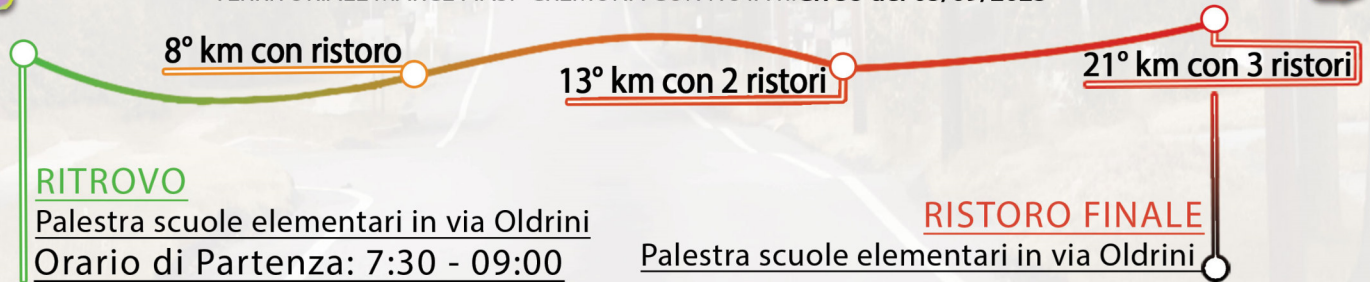 8° km con ristoro
13° km con 2 ristori
21° km con 3 ristori
RITROVO
Palestra scuole elementari in via Oldrini
Orario di Partenza: 7:30 - 09:00
RISTORO FINALE
Palestra scuole elementari in via Oldrini